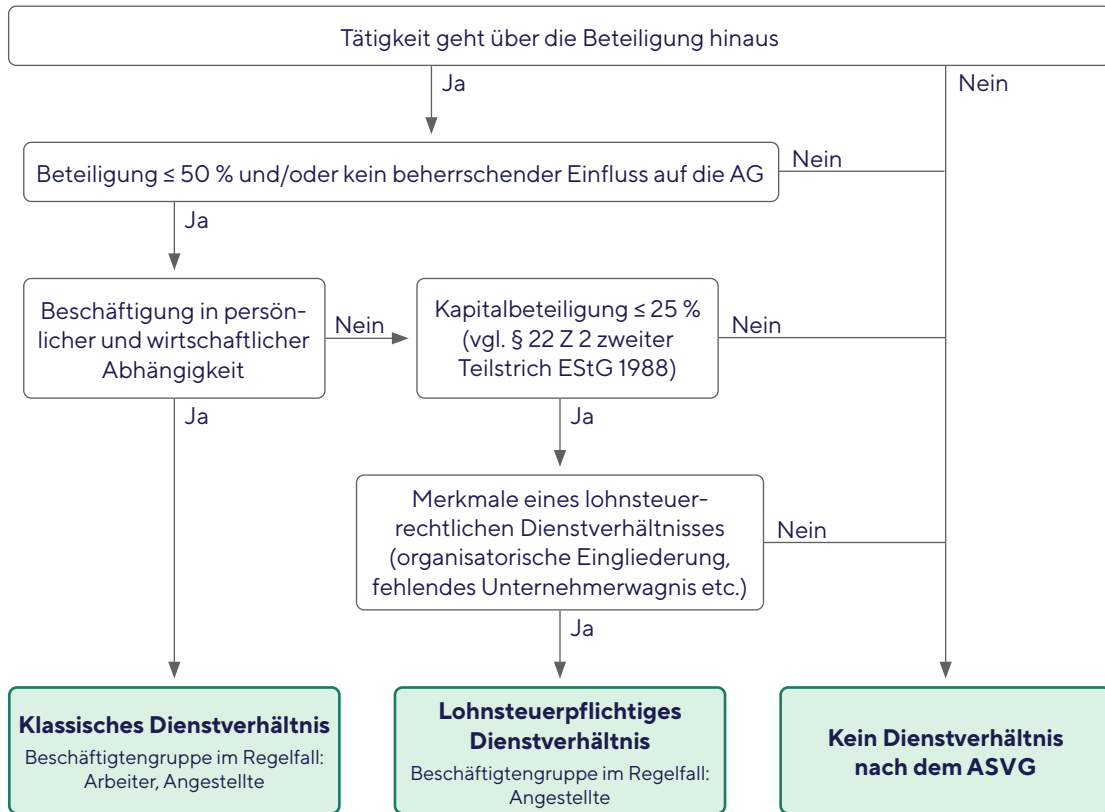 Tätigkeit geht über die Beteiligung hinaus
Ja
Nein
Beteiligung ≤ 50 % und/oder kein beherrschender Einfluss auf die AG
Nein
Ja
Beschäftigung in persön-
licher und wirtschaftlicher
Abhängigkeit
Nein
Kapitalbeteiligung ≤ 25 %
(vgl. § 22 Z 2 zweiter
Teilstrich EStG 1988)
Nein
Ja
Ja
Merkmale eines lohnsteuer-
rechtlichen Dienstverhältnisses
(organisatorische Eingliederung,
fehlendes Unternehmerwagnis etc.)
Nein
Ja
Klassisches Dienstverhältnis
Beschäftigtengruppe im Regelfall:
Arbeiter, Angestellte
Lohnsteuerpflichtiges
Dienstverhältnis
Beschäftigtengruppe im Regelfall:
Angestellte
Kein Dienstverhältnis
nach dem ASVG